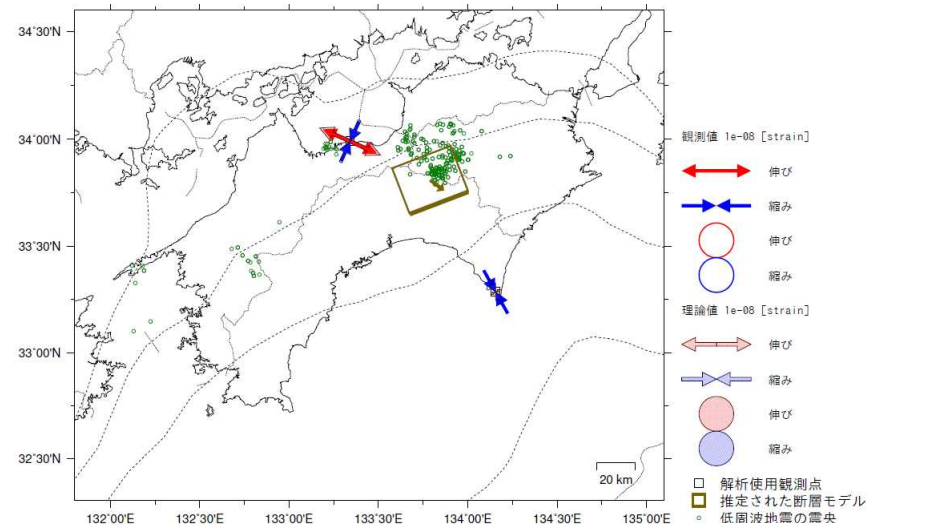 34°30'N
34°00'N
33°30'N
33°00'N
32°30'N
132°00'E
132°30'E
133°00'E
133°30'E
134°00'E
134°30'E
135°00'E
20 km
観測値 1e-08 [strain]
伸び
縮み
伸び
縮み
理論値 1e-08 [strain]
伸び
縮み
伸び
縮み
解析使用観測点
推定された断層モデル
低周波地震の震央